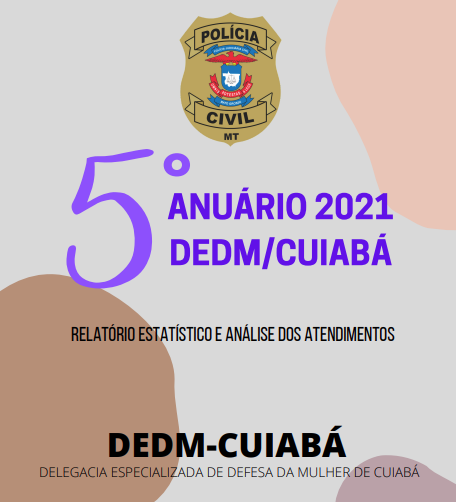 POLÍCIA
CIVIL
MT
5°
ANUÁRIO 2021
DEDM/CUIABÁ
RELATÓRIO ESTATÍSTICO E ANÁLISE DOS ATENDIMENTOS
DEDM-CUIABÁ
DELEGACIA ESPECIALIZADA DE DEFESA DA MULHER DE CUIABÁ